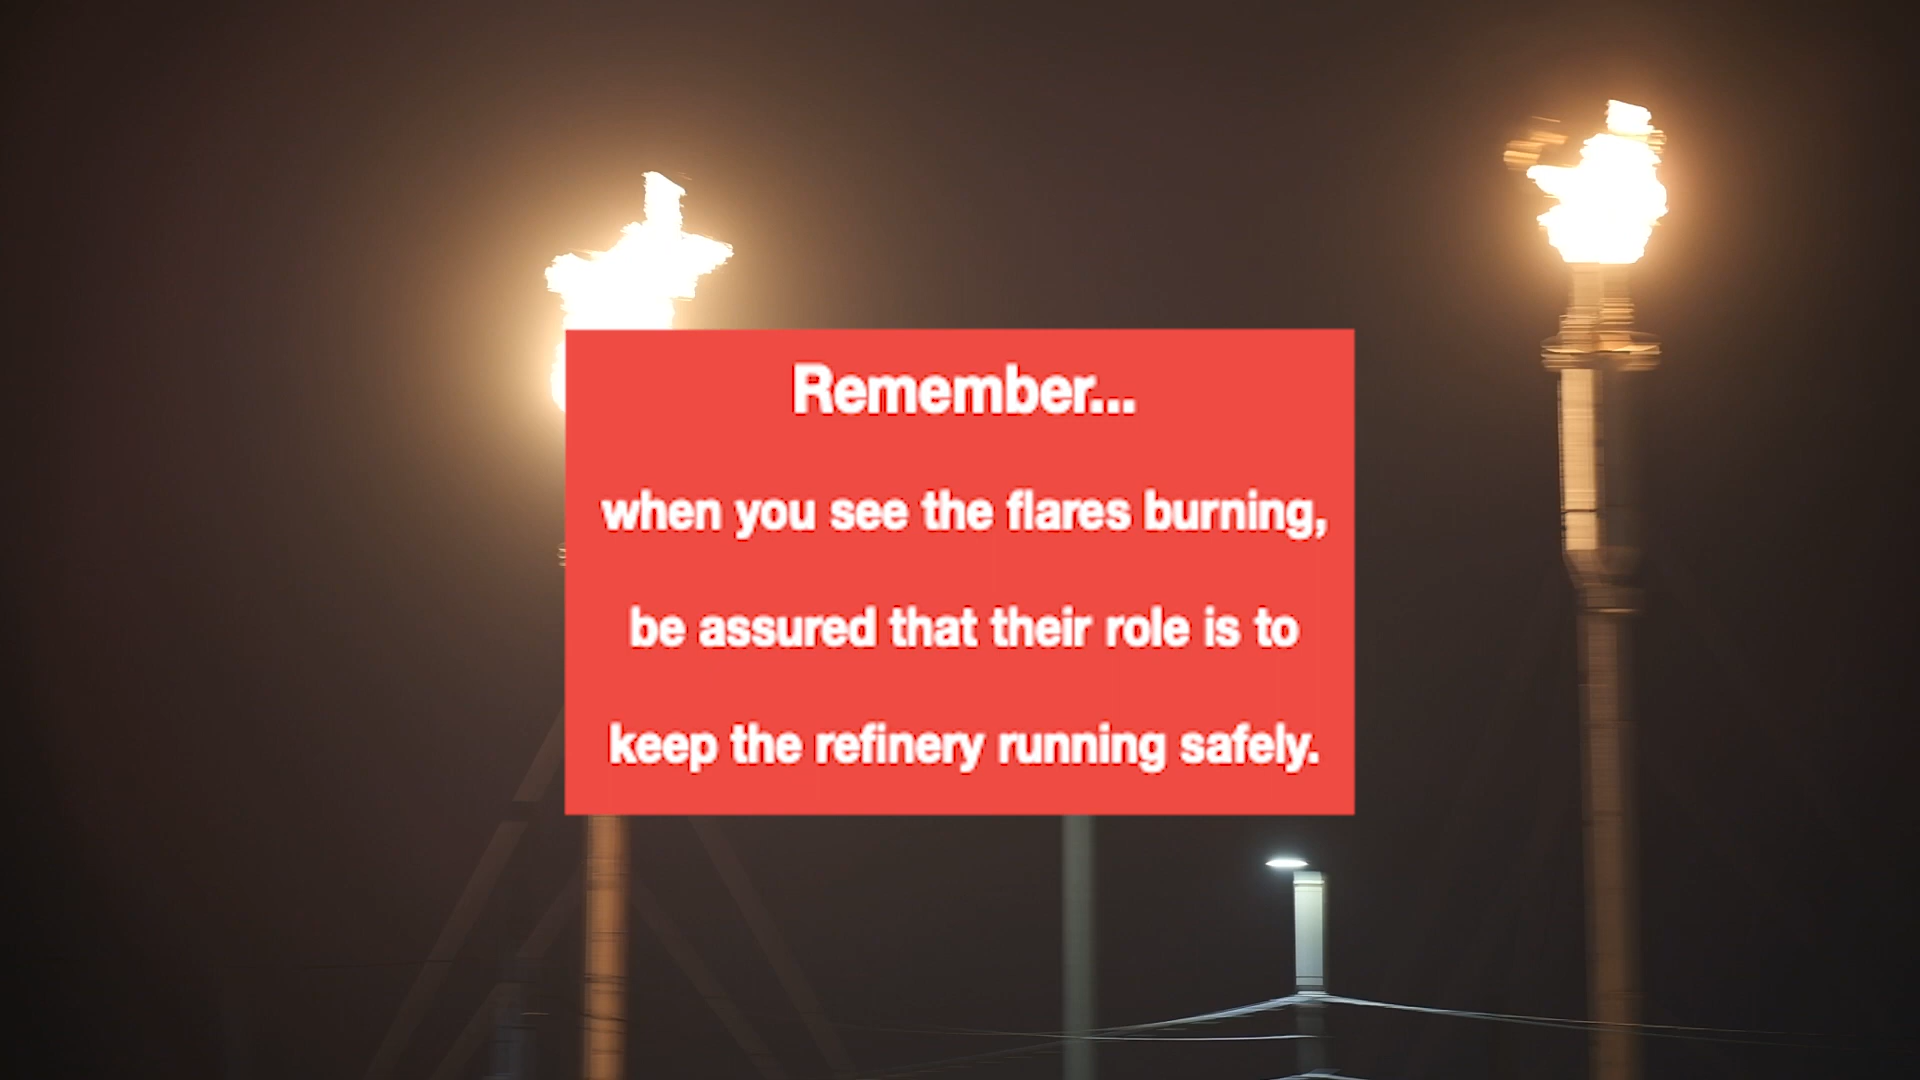 Remember...
when you see the flares burning,
be assured that their role is to
keep the refinery running safely.